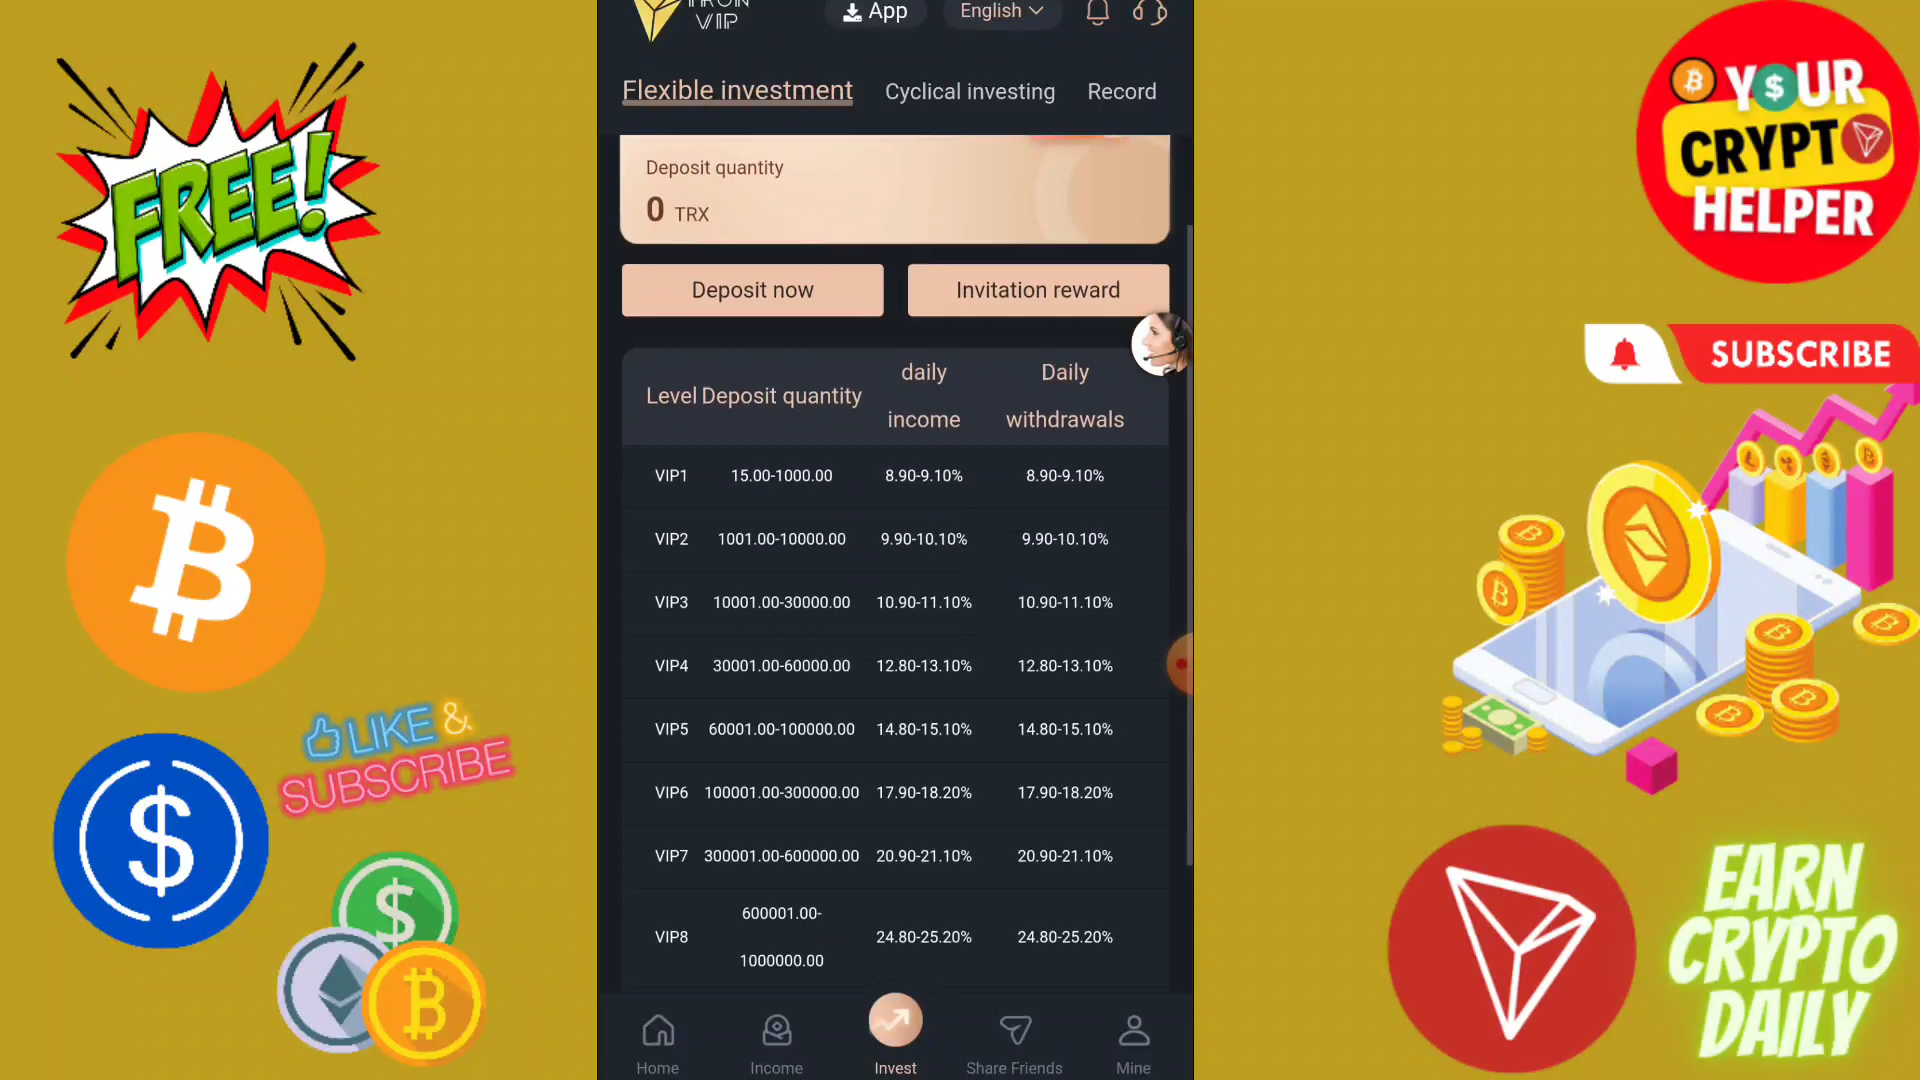 VIP
App
English
Flexible investment
Cyclical investing
Record
Deposit quantity
0 TRX
Deposit now
Invitation reward
Level
Deposit quantity
daily
income
Daily
withdrawals
VIP1 15.00-1000.00 8.90-9.10% 8.90-9.10%
VIP2 1001.00-10000.00 9.90-10.10% 9.90-10.10%
VIP3 10001.00-30000.00 10.90-11.10% 10.90-11.10%
VIP4 30001.00-60000.00 12.80-13.10% 12.80-13.10%
VIP5 60001.00-100000.00 14.80-15.10% 14.80-15.10%
VIP6 100001.00-300000.00 17.90-18.20% 17.90-18.20%
VIP7 300001.00-600000.00 20.90-21.10% 20.90-21.10%
VIP8 600001.00-
1000000.00 24.80-25.20% 24.80-25.20%
Home
Income
Invest
Share Friends
Mine
FREE!
LIKE &
SUBSCRIBE
Y$UR
CRYPT
HELPER
SUBSCRIBE
EARN
CRYPTO
DAILY